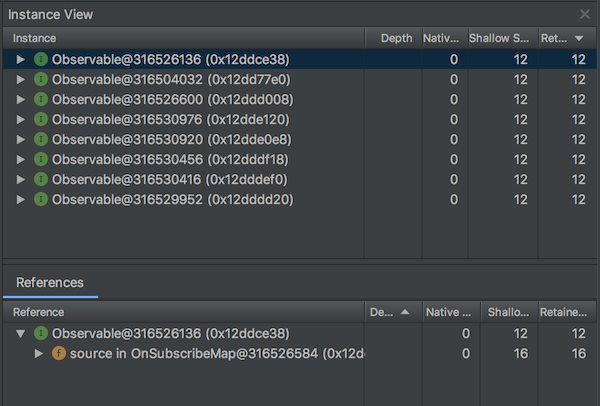 Instance View
Instance Depth Nativ... Shallow S... Ret...
Observable@316526136 (0x12ddce38) 0 12 12
Observable@316504032 (0x12dd77e0) 0 12 12
Observable@316526600 (0x12ddd008) 0 12 12
Observable@316530976 (0x12dde120) 0 12 12
Observable@316530920 (0x12dde0e8) 0 12 12
Observable@316530456 (0x12dddf18) 0 12 12
Observable@316530416 (0x12dddef0) 0 12 12
Observable@316529952 (0x12dddd20) 0 12 12
References
Reference De... Native ... Shallo... Retaine...
Observable@316526136 (0x12ddce38) 0 12 12
f source in OnSubscribeMap@316526584 (0x12d 0 16 16